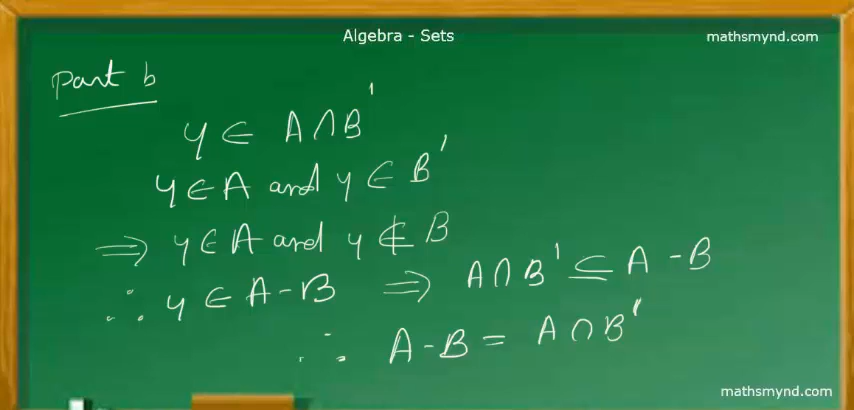 Algebra - Sets
mathsmynd.com
Part b
y ∈ A ∩ B'
y ∈ A and y ∈ B'
⇒ y ∈ A and y ∉ B
∴ y ∈ A - B ⇒ A ∩ B' ⊆ A - B
∴ A - B = A ∩ B'
mathsmynd.com